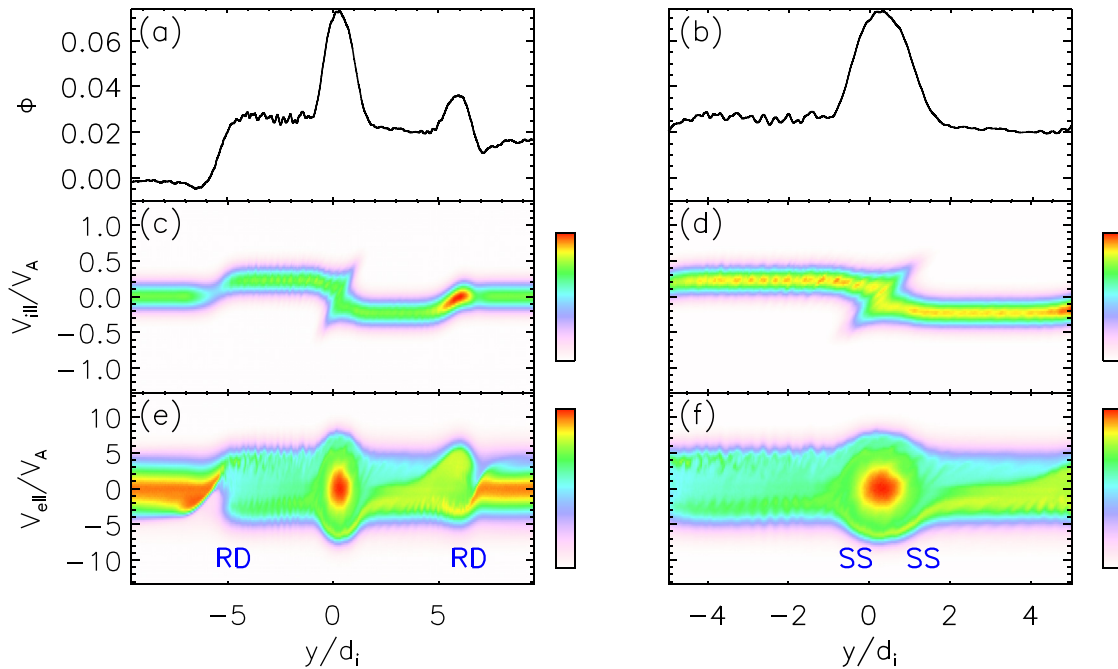 (a) (b)
0.06
0.04
0.02
0.00
ϕ
(c) (d)
1.0
0.5
0.0
−0.5
−1.0
V_i||/V_A
(e) (f)
10
5
0
−5
−10
V_e||/V_A
RD RD SS SS
−5 0 5 −4 −2 0 2 4
y/d_i y/d_i